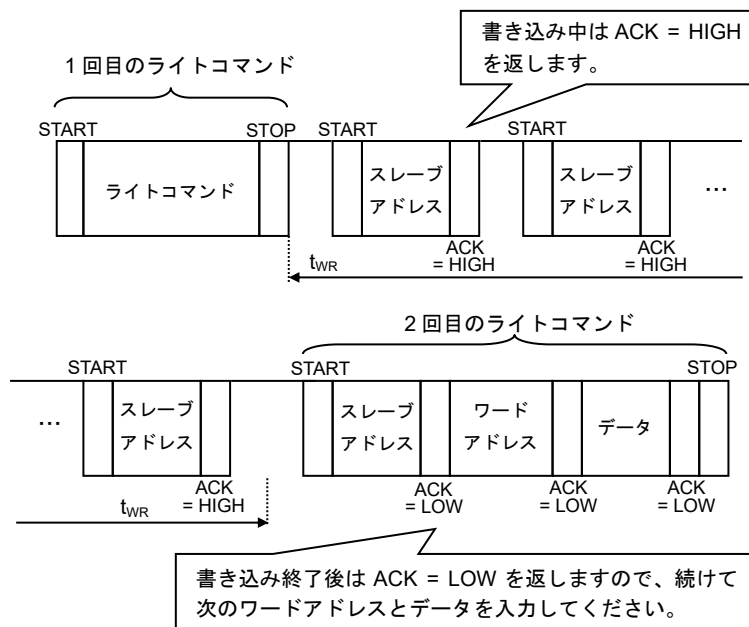 書き込み中は ACK = HIGH
を返します。
1 回目のライトコマンド
START
STOP
START
START
ライトコマンド
スレーブ
アドレス
スレーブ
アドレス
…
ACK
= HIGH
ACK
= HIGH
tWR
2 回目のライトコマンド
START
START
STOP
…
スレーブ
アドレス
スレーブ
アドレス
ワード
アドレス
データ
ACK
= HIGH
ACK
= LOW
ACK
= LOW
ACK
= LOW
tWR
書き込み終了後は ACK = LOW を返しますので、続けて
次のワードアドレスとデータを入力してください。